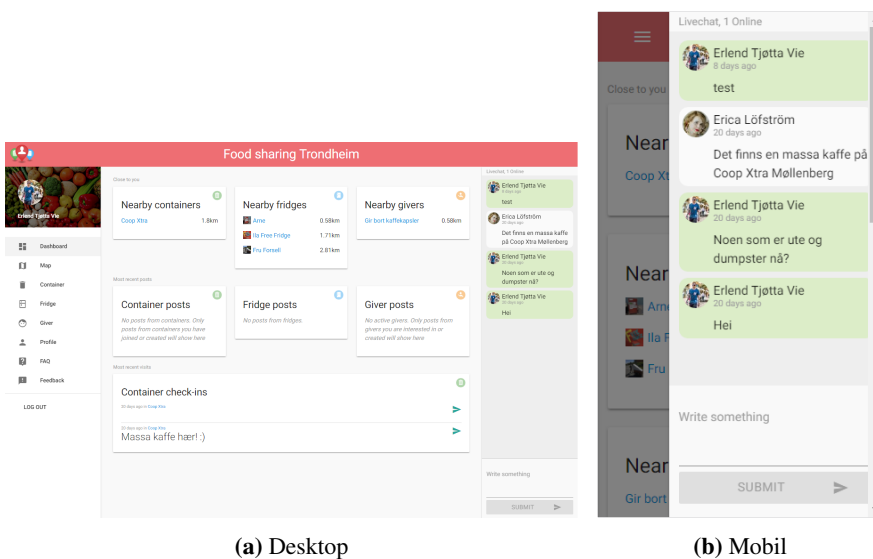 Food sharing Trondheim
Erlend Tjøtta Vie
Dashboard
Map
Container
Fridge
Giver
Profile
FAQ
Feedback
LOG OUT
Close to you
Nearby containers
Coop Xtra 1.8km
Nearby fridges
Arne 0.58km
Ila Free Fridge 1.71km
Fru Forsell 2.81km
Nearby givers
Gir bort kaffekapsler 0.58km
Most recent posts
Container posts
No posts from containers. Only
posts from containers you have
joined or created will show here
Fridge posts
No posts from fridges
Giver posts
No active givers. Only posts from
givers you are interested in or
created will show here
Most recent visits
Container check-ins
20 days ago in Coop Xtra
20 days ago in Coop Xtra
Massa kaffe hær! :)
Livechat, 1 Online
Erlend Tjøtta Vie
8 days ago
test
Erica Löfström
20 days ago
Det finns en massa kaffe
på Coop Xtra Møllenberg
Erlend Tjøtta Vie
20 days ago
Noen som er ute og
dumpster nå?
Erlend Tjøtta Vie
20 days ago
Hei
Write something
SUBMIT
(a) Desktop
Close to you
Near
Coop Xt
Near
Arn
Ila F
Fru
Near
Gir bort
Livechat, 1 Online
Erlend Tjøtta Vie
8 days ago
test
Erica Löfström
20 days ago
Det finns en massa kaffe på
Coop Xtra Møllenberg
Erlend Tjøtta Vie
20 days ago
Noen som er ute og
dumpster nå?
Erlend Tjøtta Vie
20 days ago
Hei
Write something
SUBMIT
(b) Mobil